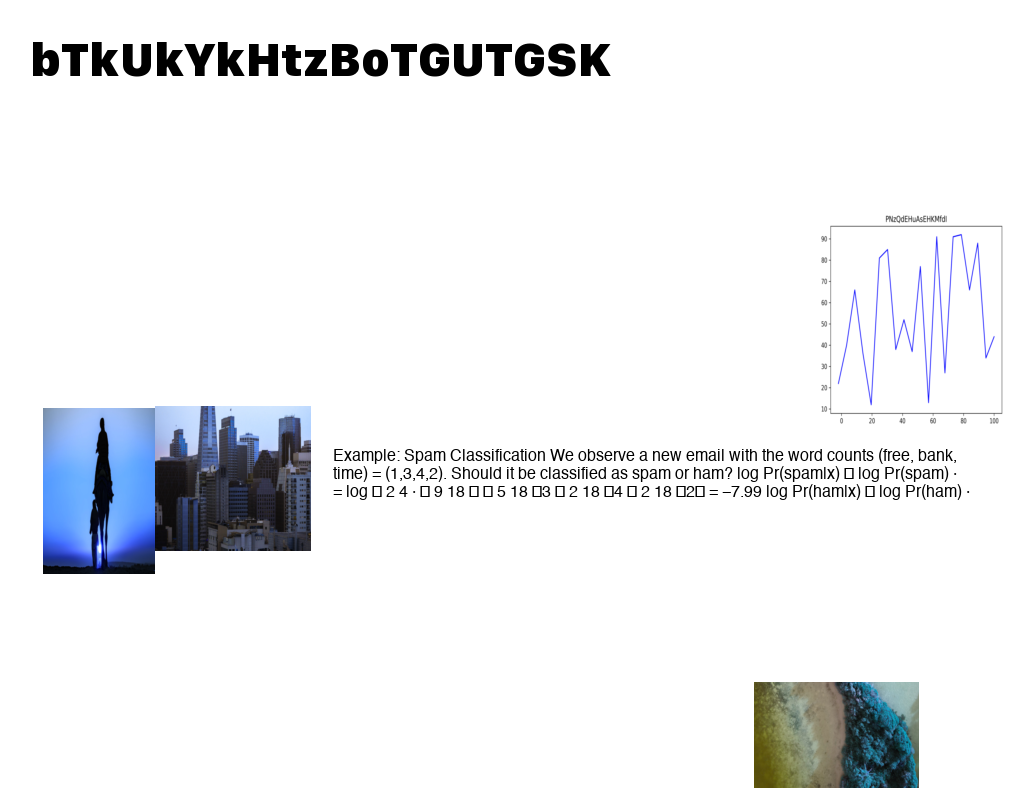 bTkUkYkHtzBoTGUTGSK
PNzQdEHuAsEHKMfdI
90
80
70
60
50
40
30
20
10
0 20 40 60 80 100
Example: Spam Classification We observe a new email with the word counts (free, bank,
time) = (1,3,4,2). Should it be classified as spam or ham? log Pr(spam|x) □ log Pr(spam) ·
= log □ 2 4 · □ 9 18 □ □ 5 18 □3 □ 2 18 □4 □ 2 18 □2□ = –7.99 log Pr(ham|x) □ log Pr(ham) ·